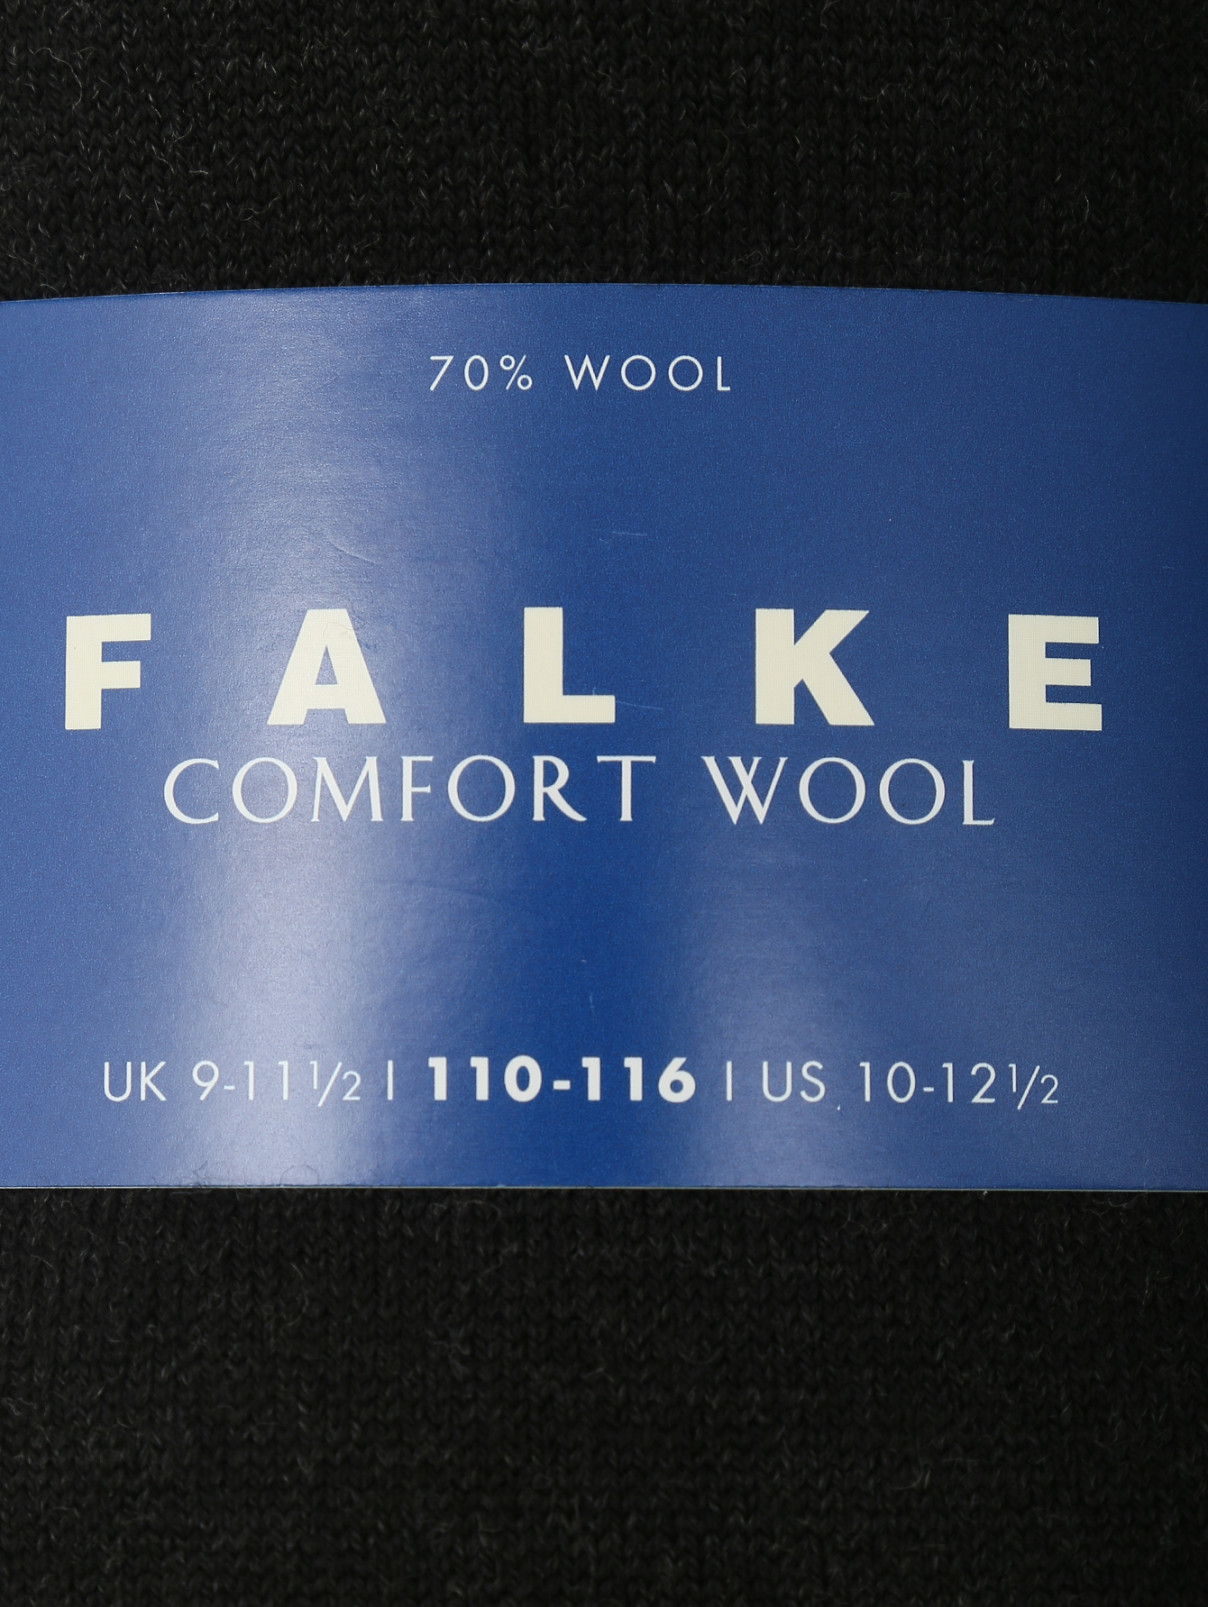 70% WOOL
FALKE
COMFORT WOOL
UK 9-11½ | 110-116 | US 10-12½